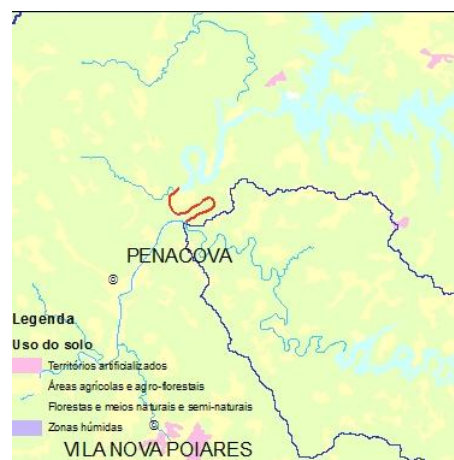 PENACOVA
©
Legenda
Uso do solo
Territórios artificializados
Áreas agrícolas e agro-florestais
Florestas e meios naturais e semi-naturais
Zonas húmidas
©
VILA NOVA POIARES